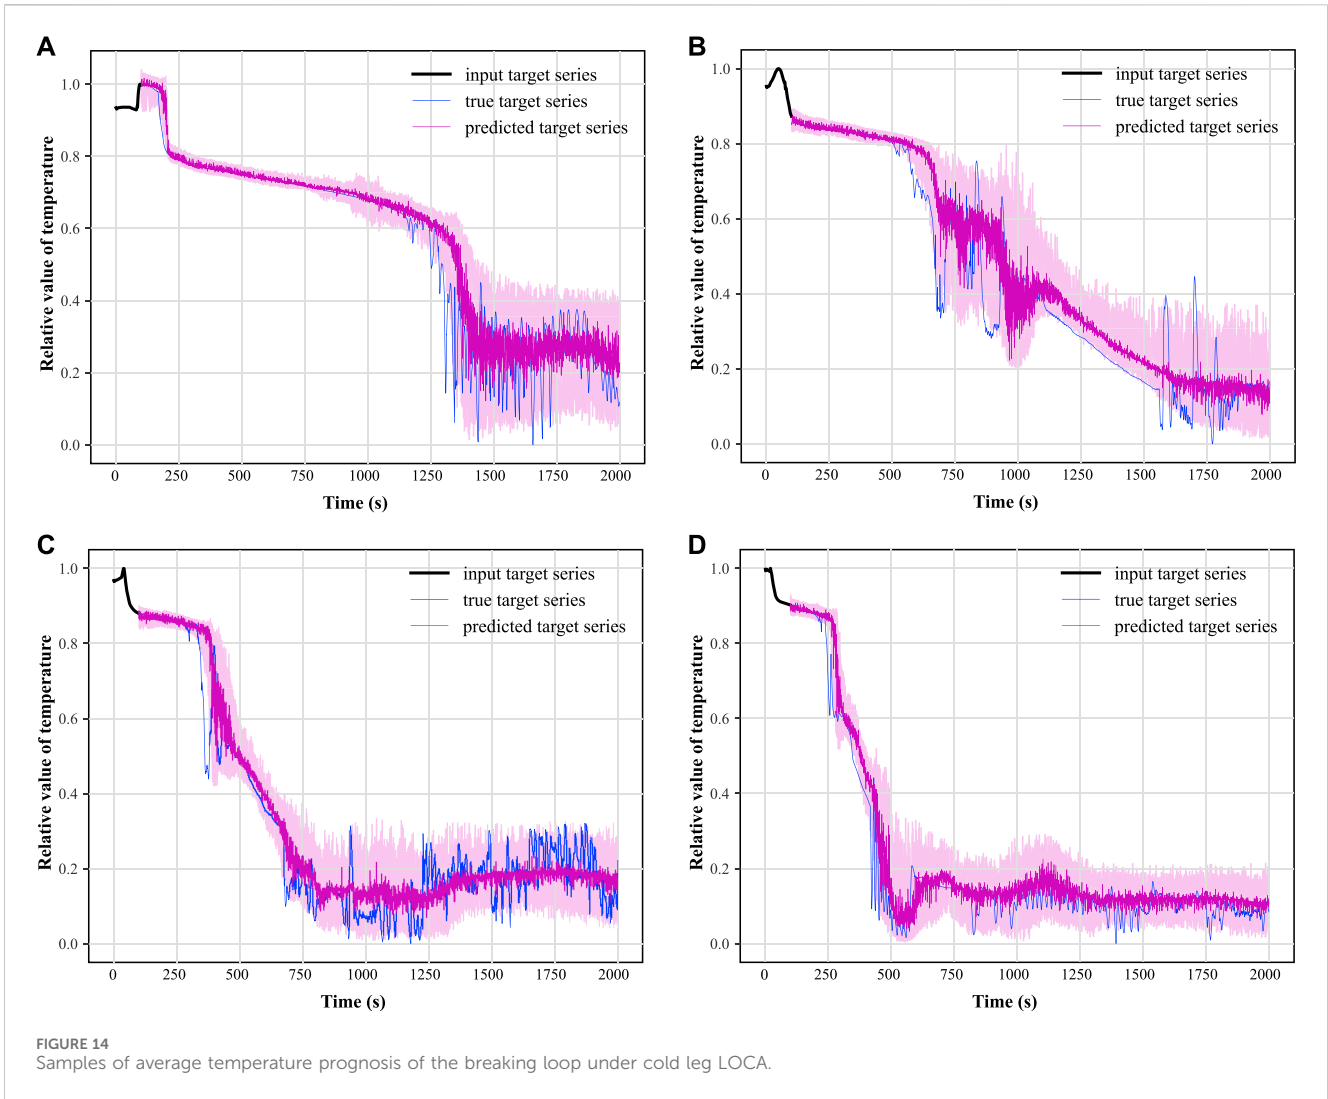 A
Relative value of temperature
1.0
0.8
0.6
0.4
0.2
0.0
input target series
true target series
predicted target series
0 250 500 750 1000 1250 1500 1750 2000
Time (s)
B
Relative value of temperature
1.0
0.8
0.6
0.4
0.2
0.0
input target series
true target series
predicted target series
0 250 500 750 1000 1250 1500 1750 2000
Time (s)
C
Relative value of temperature
1.0
0.8
0.6
0.4
0.2
0.0
input target series
true target series
predicted target series
0 250 500 750 1000 1250 1500 1750 2000
Time (s)
D
Relative value of temperature
1.0
0.8
0.6
0.4
0.2
0.0
input target series
true target series
predicted target series
0 250 500 750 1000 1250 1500 1750 2000
Time (s)
FIGURE 14
Samples of average temperature prognosis of the breaking loop under cold leg LOCA.